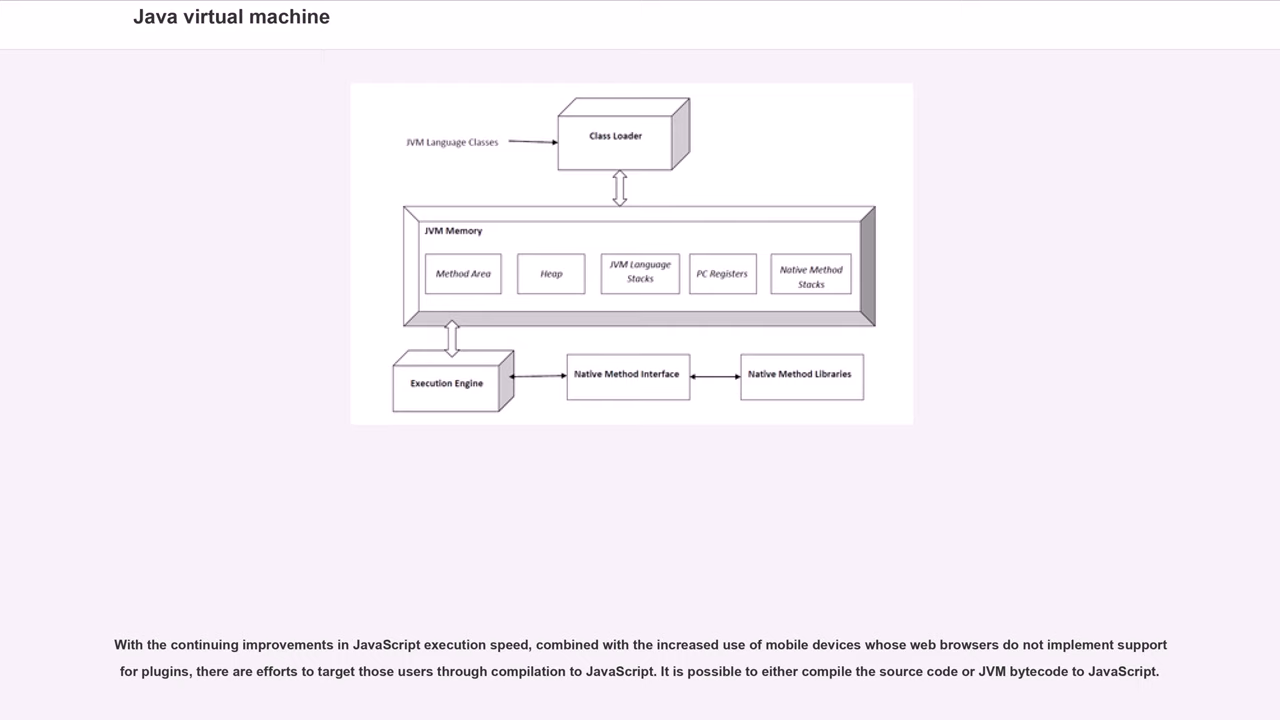 Java virtual machine
Class Loader
JVM Language Classes
JVM Memory
Method Area
Heap
JVM Language
Stacks
PC Registers
Native Method
Stacks
Execution Engine
Native Method Interface
Native Method Libraries
With the continuing improvements in JavaScript execution speed, combined with the increased use of mobile devices whose web browsers do not implement support
for plugins, there are efforts to target those users through compilation to JavaScript. It is possible to either compile the source code or JVM bytecode to JavaScript.